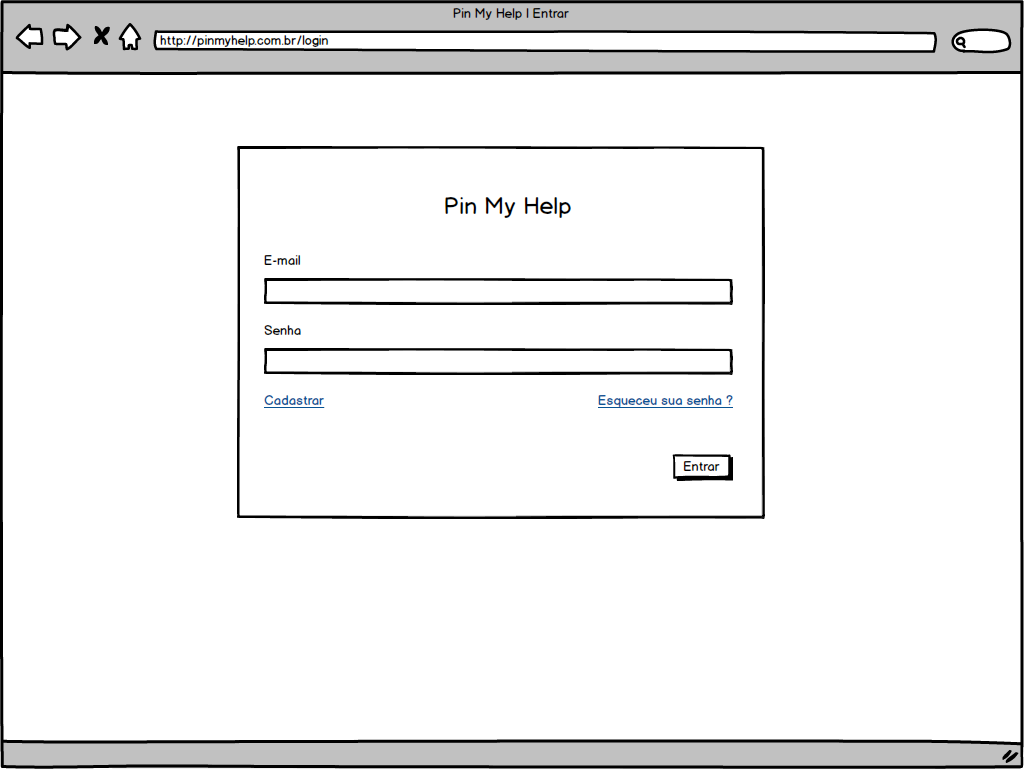 Pin My Help | Entrar
http://pinmyhelp.com.br/login
Pin My Help
E-mail
Senha
Cadastrar
Esqueceu sua senha ?
Entrar